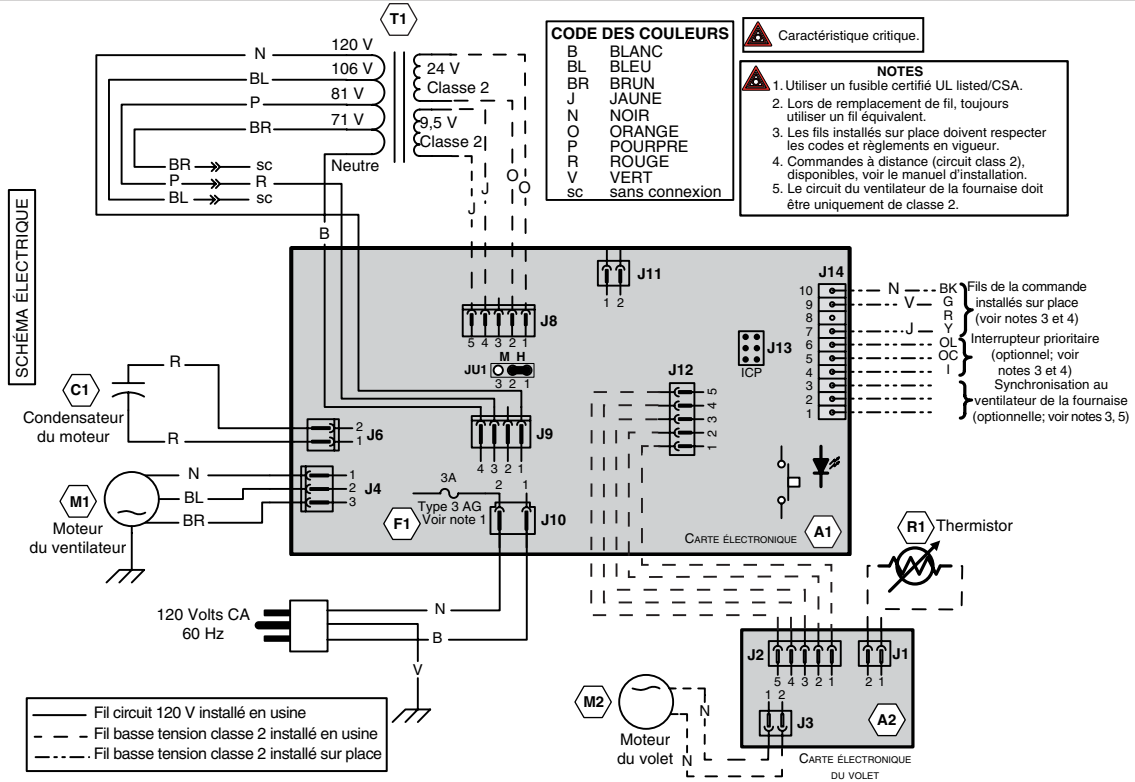 T1
120 V
106 V
81 V
71 V
Neutre
N
BL
P
BR
BR
sc
P
R
BL
sc
B
24 V
Classe 2
9,5 V
Classe 2
J
J
O
O
CODE DES COULEURS
B BLANC
BL BLEU
BR BRUN
J JAUNE
N NOIR
O ORANGE
P POURPRE
R ROUGE
V VERT
sc sans connexion
Caractéristique critique.
NOTES
1. Utiliser un fusible certifié UL listed/CSA.
2. Lors de remplacement de fil, toujours
utiliser un fil équivalent.
3. Les fils installés sur place doivent respecter
les codes et règlements en vigueur.
4. Commandes à distance (circuit class 2),
disponibles, voir le manuel d'installation.
5. Le circuit du ventilateur de la fournaise doit
être uniquement de classe 2.
SCHÉMA ÉLECTRIQUE
J11
1 2
J8
5 4 3 2 1
M H
JU1
3 2 1
J9
4 3 2 1
J13
ICP
J12
5
4
3
2
1
J14
10
9
8
7
6
5
4
3
2
1
N
V
J
BK
G
R
Y
OL
OC
I
Fils de la commande
installés sur place
(voir notes 3 et 4)
Interrupteur prioritaire
(optionnel; voir
notes 3 et 4)
Synchronisation au
ventilateur de la fournaise
(optionnelle; voir notes 3, 5)
C1
Condensateur
du moteur
R
R
2
1
J6
M1
Moteur
du ventilateur
N
BL
BR
1
2
3
J4
3A
Type 3 AG
Voir note 1
F1
2 1
J10
CARTE ÉLECTRONIQUE
A1
R1
Thermistor
120 Volts CA
60 Hz
N
B
V
J2
5 4 3 2 1
J1
2 1
M2
Moteur
du volet
N
N
1 2
J3
A2
CARTE ÉLECTRONIQUE
DU VOLET
Fil circuit 120 V installé en usine
Fil basse tension classe 2 installé en usine
Fil basse tension classe 2 installé sur place